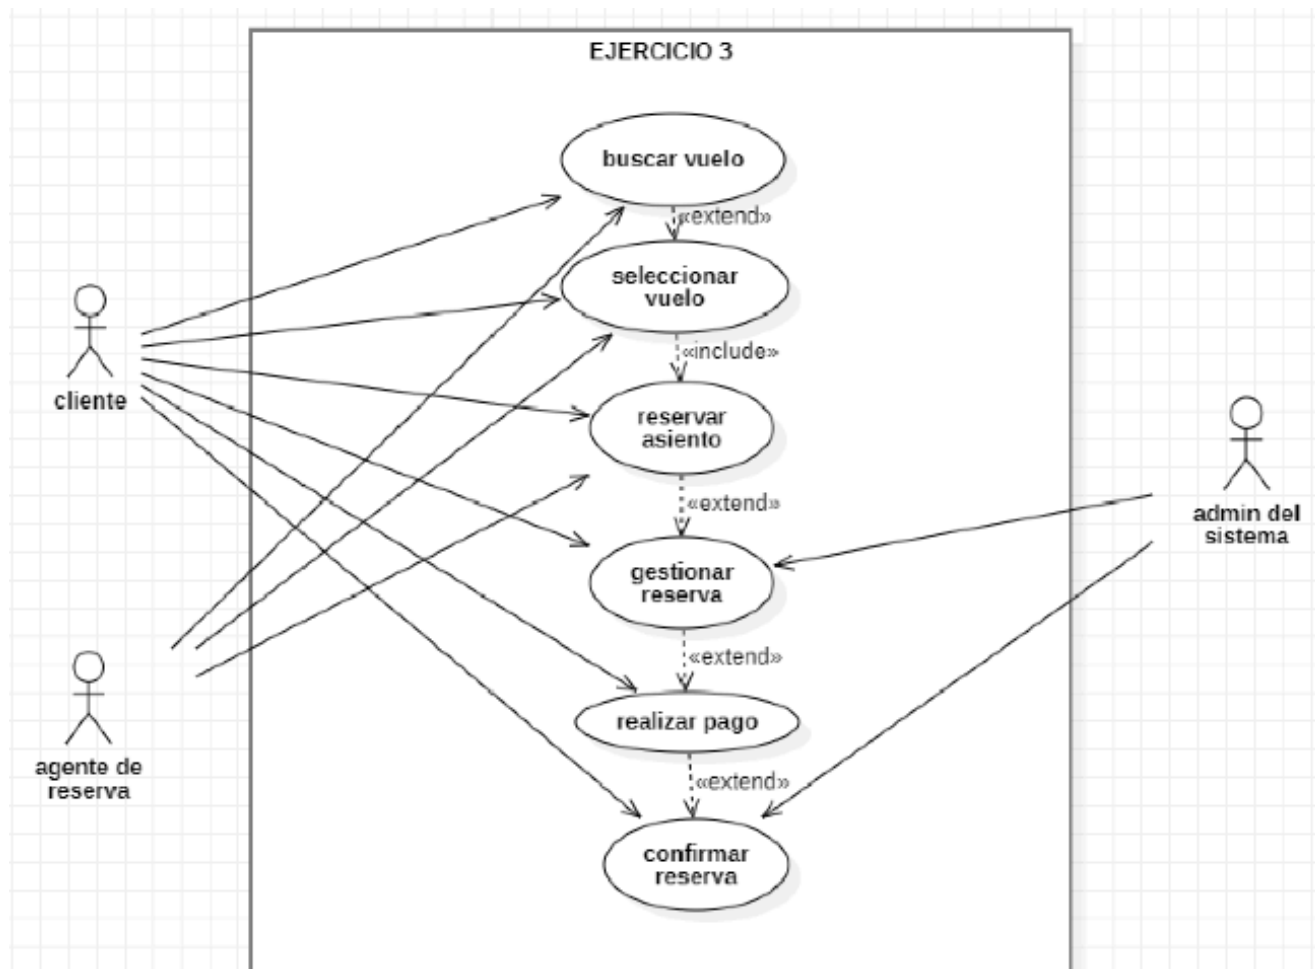 EJERCICIO 3
buscar vuelo
«extend»
seleccionar
vuelo
«include»
reservar
asiento
«extend»
gestionar
reserva
«extend»
realizar pago
«extend»
confirmar
reserva
cliente
agente de
reserva
admin del
sistema